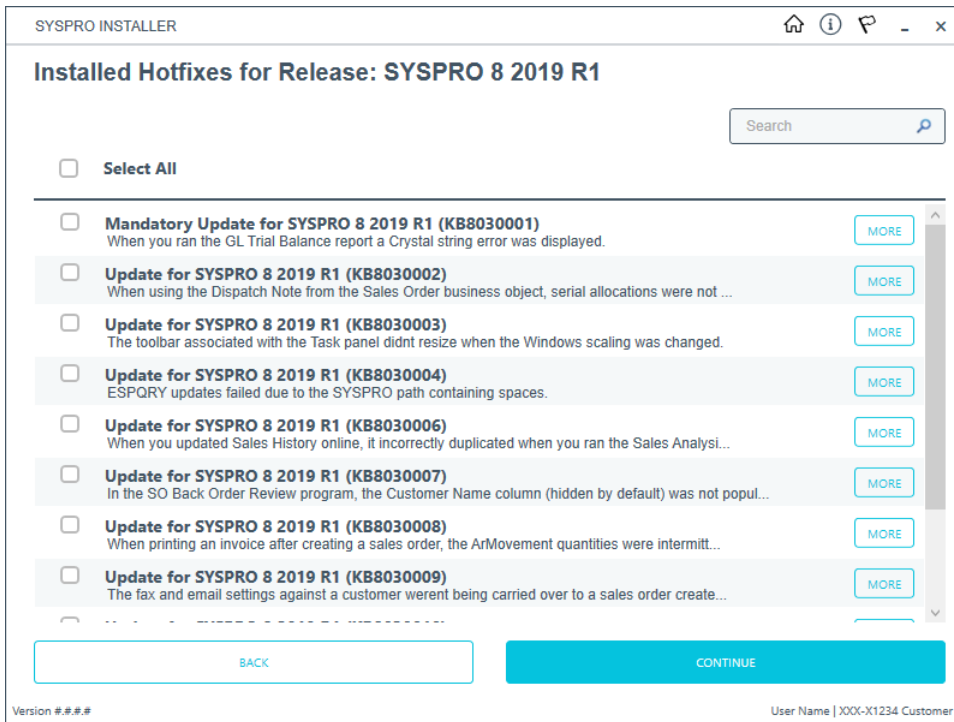 SYSPRO INSTALLER
Installed Hotfixes for Release: SYSPRO 8 2019 R1
Search
Select All
Mandatory Update for SYSPRO 8 2019 R1 (KB8030001)
When you ran the GL Trial Balance report a Crystal string error was displayed.
MORE
Update for SYSPRO 8 2019 R1 (KB8030002)
When using the Dispatch Note from the Sales Order business object, serial allocations were not ...
MORE
Update for SYSPRO 8 2019 R1 (KB8030003)
The toolbar associated with the Task panel didnt resize when the Windows scaling was changed.
MORE
Update for SYSPRO 8 2019 R1 (KB8030004)
ESPQRY updates failed due to the SYSPRO path containing spaces.
MORE
Update for SYSPRO 8 2019 R1 (KB8030006)
When you updated Sales History online, it incorrectly duplicated when you ran the Sales Analysi...
MORE
Update for SYSPRO 8 2019 R1 (KB8030007)
In the SO Back Order Review program, the Customer Name column (hidden by default) was not popul...
MORE
Update for SYSPRO 8 2019 R1 (KB8030008)
When printing an invoice after creating a sales order, the ArMovement quantities were intermitt...
MORE
Update for SYSPRO 8 2019 R1 (KB8030009)
The fax and email settings against a customer werent being carried over to a sales order create...
MORE
BACK
CONTINUE
Version #.#.#.#
User Name | XXX-X1234 Customer